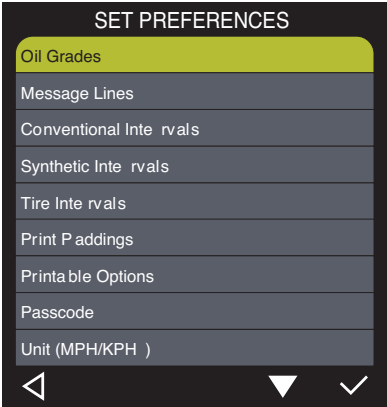 SET PREFERENCES
Oil Grades
Message Lines
Conventional Inte rvals
Synthetic Inte rvals
Tire Inte rvals
Print P addings
Printa ble Options
Passcode
Unit (MPH/KPH )